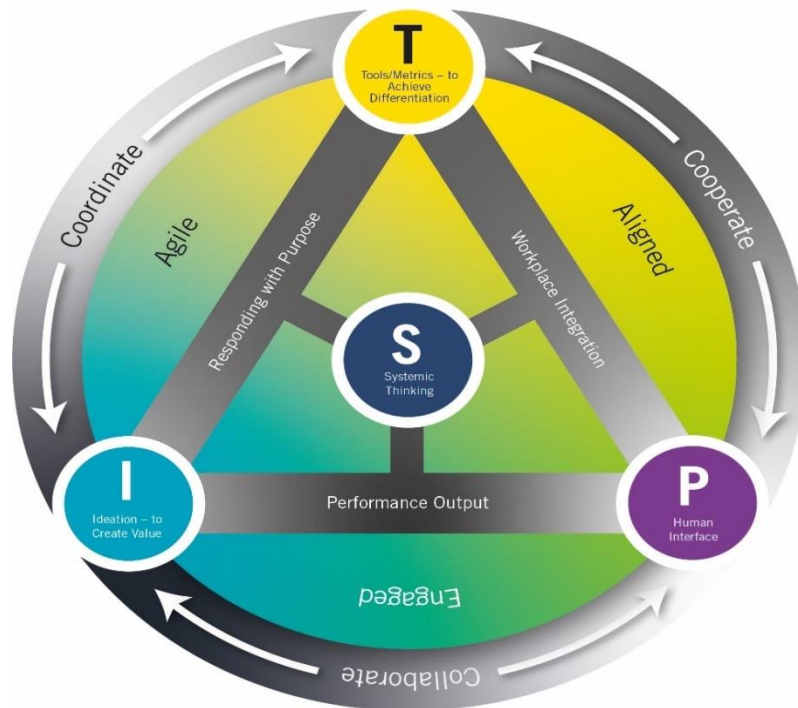 T
Tools/Metrics – to
Achieve
Differentiation
Coordinate
Cooperate
Agile
Aligned
Responding with Purpose
Workplace Integration
S
Systemic
Thinking
I
Ideation – to
Create Value
Performance Output
P
Human
Interface
Engaged
Collaborate